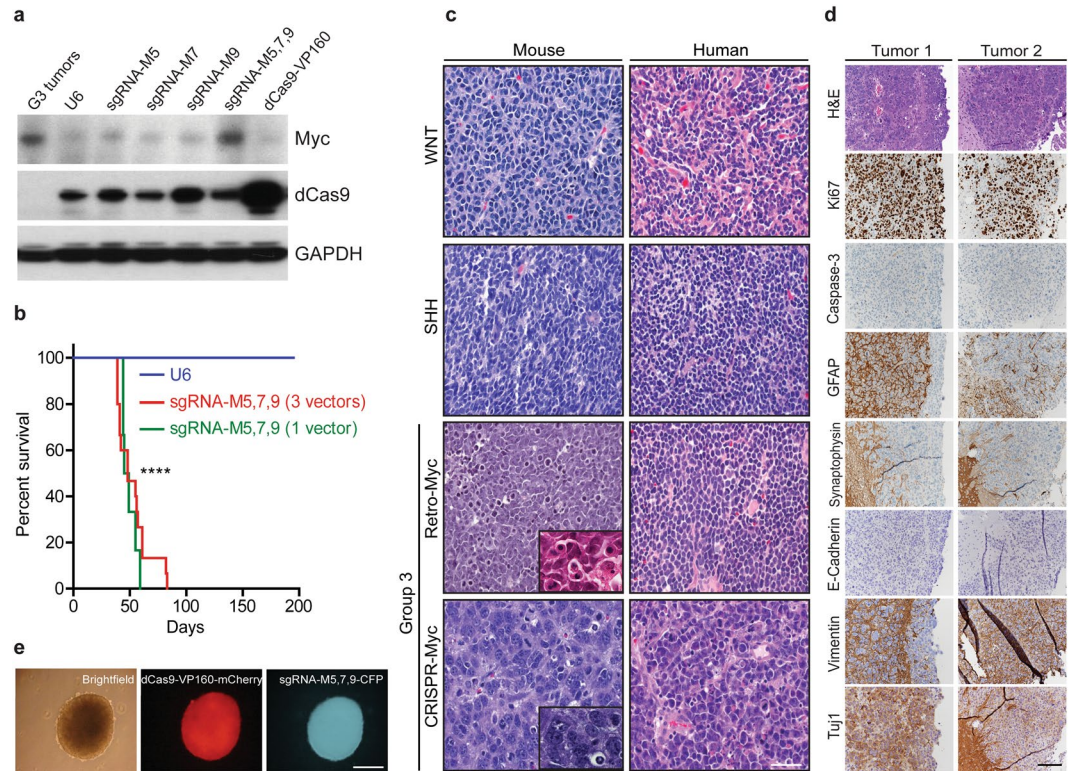 a
G3 tumors
U6
sgRNA-M5
sgRNA-M7
sgRNA-M9
sgRNA-M5,7,9
dCas9-VP160
Myc
dCas9
GAPDH
b
Percent survival
100
80
60
40
20
0
U6
sgRNA-M5,7,9 (3 vectors)
sgRNA-M5,7,9 (1 vector)
****
0 50 100 150 200
Days
e
Brightfield
dCas9-VP160-mCherry
sgRNA-M5,7,9-CFP
c
Mouse Human
WNT
SHH
Group 3
Retro-Myc
CRISPR-Myc
d
Tumor 1 Tumor 2
H&E
Ki67
Caspase-3
GFAP
Synaptophysin
E-Cadherin
Vimentin
Tuj1